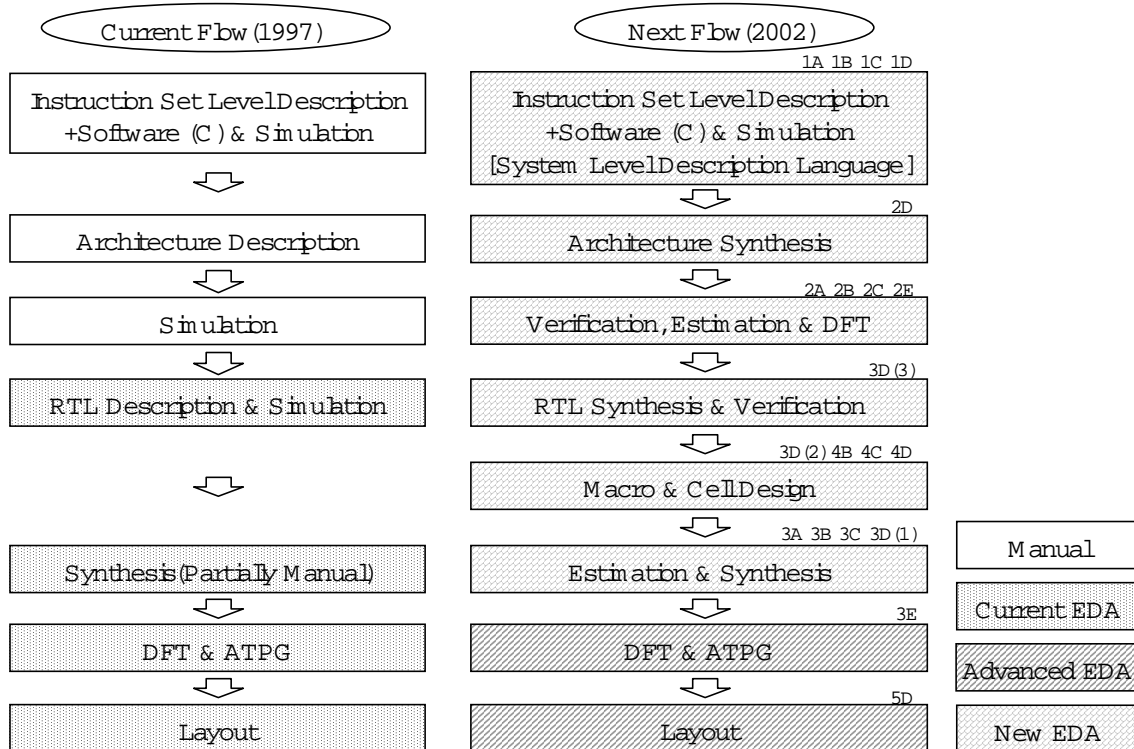 Current Flow (1997)
Instruction Set Level Description
+Software (C) & Simulation
Architecture Description
Simulation
RTL Description & Simulation
Synthesis(Partially Manual)
DFT & ATPG
Layout
Next Flow (2002)
1A 1B 1C 1D
Instruction Set Level Description
+Software (C) & Simulation
[System Level Description Language]
2D
Architecture Synthesis
2A 2B 2C 2E
Verification, Estimation & DFT
3D (3)
RTL Synthesis & Verification
3D (2) 4B 4C 4D
Macro & Cell Design
3A 3B 3C 3D (1)
Estimation & Synthesis
3E
DFT & ATPG
5D
Layout
Manual
Current EDA
Advanced EDA
New EDA